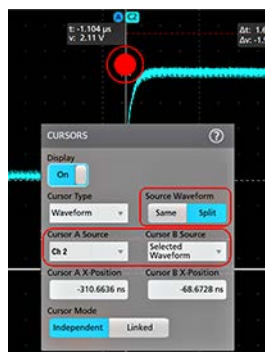 A C2
t: -1.104 µs
v: 2.11 V
Δt: 1.6
Δv: -1.5
CURSORS
?
Display
On
Cursor Type
Source Waveform
Waveform
Same Split
Cursor A Source
Cursor B Source
Ch 2
Selected Waveform
Cursor A X-Position
Cursor B X-Position
-310.6636 ns
-68.6728 ns
Cursor Mode
Independent Linked